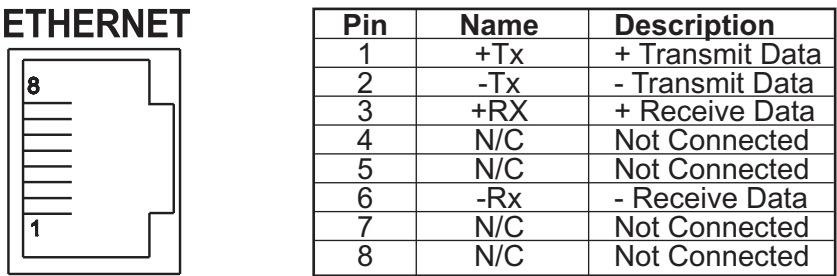 ETHERNET
8
1
Pin Name Description
1 +Tx + Transmit Data
2 -Tx - Transmit Data
3 +RX + Receive Data
4 N/C Not Connected
5 N/C Not Connected
6 -Rx - Receive Data
7 N/C Not Connected
8 N/C Not Connected